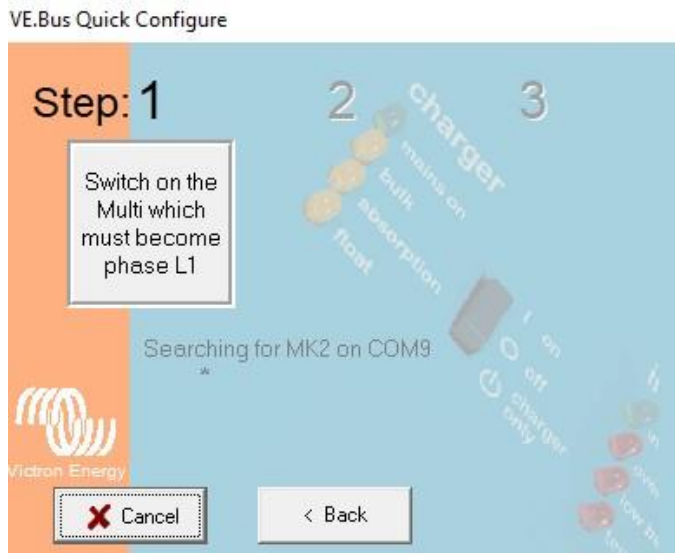 VE.Bus Quick Configure
Step: 1 2 3
Switch on the
Multi which
must become
phase L1
charger
mains on
bulk
absorption
float
Searching for MK2 on COM9
*
on
off
charger
only
Victron Energy
Cancel
< Back